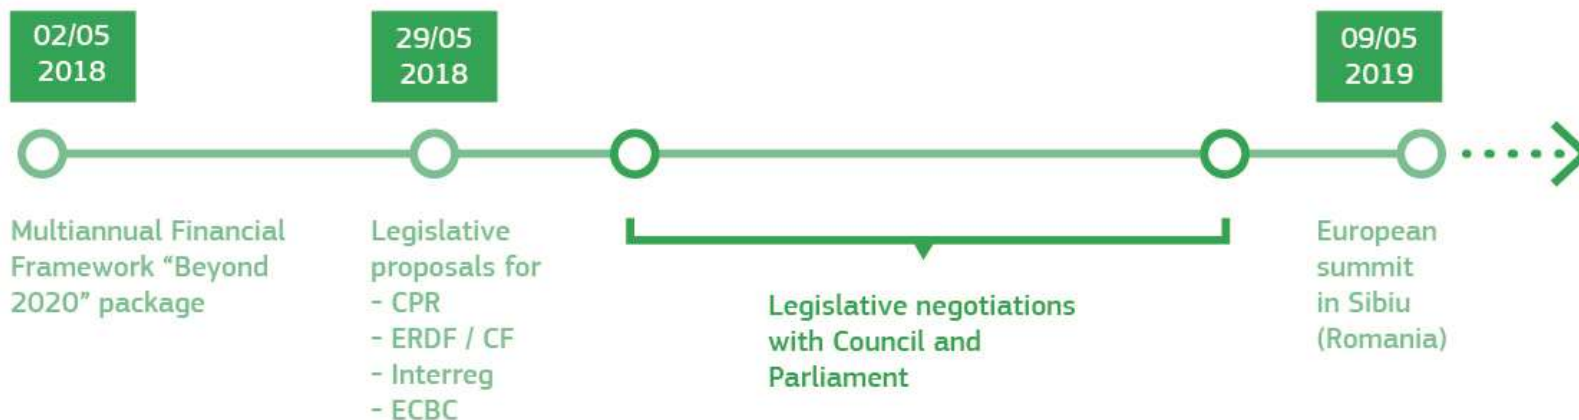 02/05
2018
29/05
2018
09/05
2019
Multiannual Financial
Framework “Beyond
2020” package
Legislative
proposals for
- CPR
- ERDF / CF
- Interreg
- ECBC
Legislative negotiations
with Council and
Parliament
European
summit
in Sibiu
(Romania)